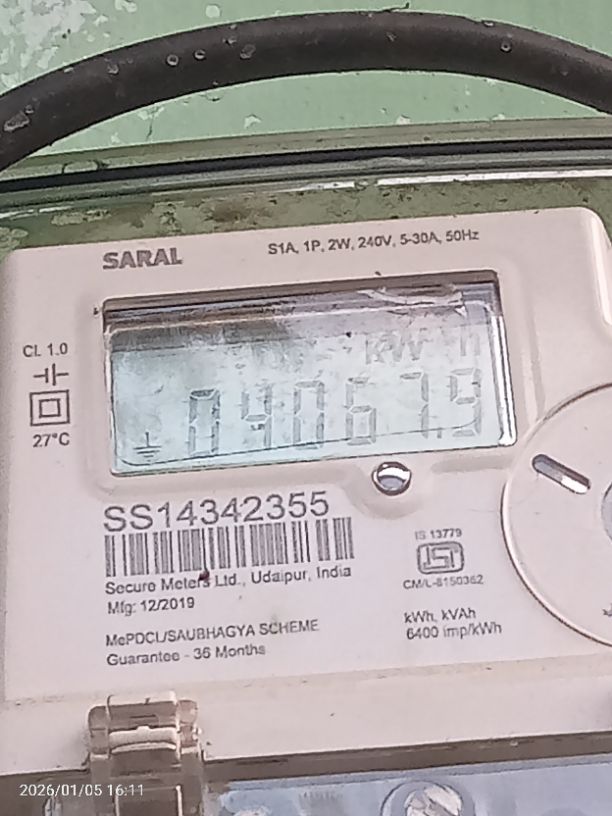 SARAL
S1A, 1P, 2W, 240V, 5-30A, 50Hz
CL 1.0
27°C
kW h
04067.9
SS14342355
Secure Meters Ltd., Udaipur, India
Mfg: 12/2019
MePDCL/SAUBHAGYA SCHEME
Guarantee - 36 Months
IS 13779
ISI
CM/L-8150362
kWh, kVAh
6400 imp/kWh
2026/01/05 16:11